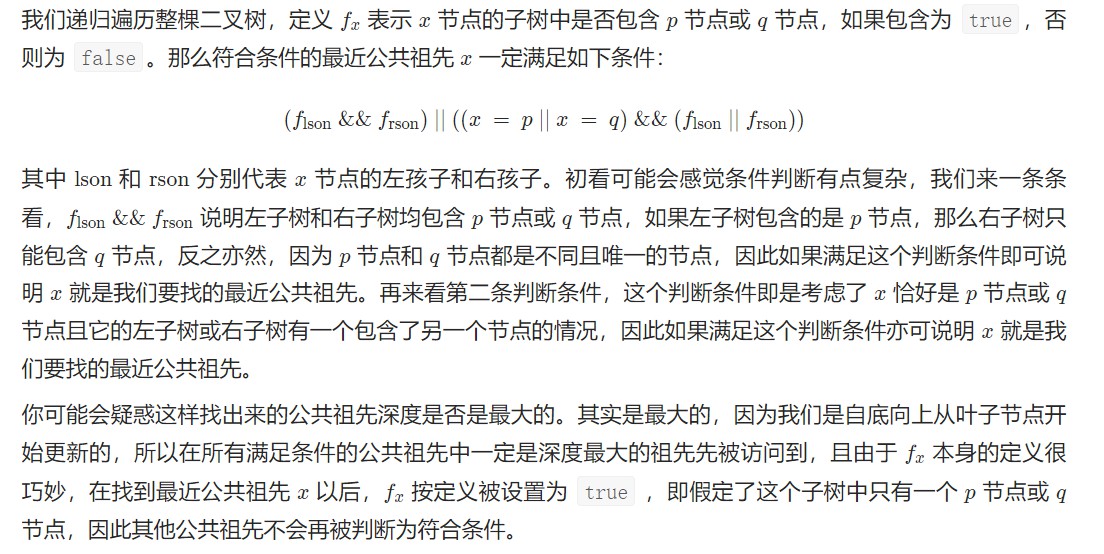 我们递归遍历整棵二叉树，定义 fx 表示 x 节点的子树中是否包含 p 节点或 q 节点，如果包含为 true ，否
则为 false 。那么符合条件的最近公共祖先 x 一定满足如下条件：
(flson && frson) || ((x = p || x = q) && (flson || frson))
其中 lson 和 rson 分别代表 x 节点的左孩子和右孩子。初看可能会感觉条件判断有点复杂，我们来一条条
看，flson && frson 说明左子树和右子树均包含 p 节点或 q 节点，如果左子树包含的是 p 节点，那么右子树只
能包含 q 节点，反之亦然，因为 p 节点和 q 节点都是不同且唯一的节点，因此如果满足这个判断条件即可说
明 x 就是我们要找的最近公共祖先。再来看第二条判断条件，这个判断条件即是考虑了 x 恰好是 p 节点或 q
节点且它的左子树或右子树有一个包含了另一个节点的情况，因此如果满足这个判断条件亦可说明 x 就是我
们要找的最近公共祖先。
你可能会疑惑这样找出来的公共祖先深度是否是最大的。其实是最大的，因为我们是自底向上从叶子节点开
始更新的，所以在所有满足条件的公共祖先中一定是深度最大的祖先先被访问到，且由于 fx 本身的定义很
巧妙，在找到最近公共祖先 x 以后，fx 按定义被设置为 true ，即假定了这个子树中只有一个 p 节点或 q
节点，因此其他公共祖先不会再被判断为符合条件。